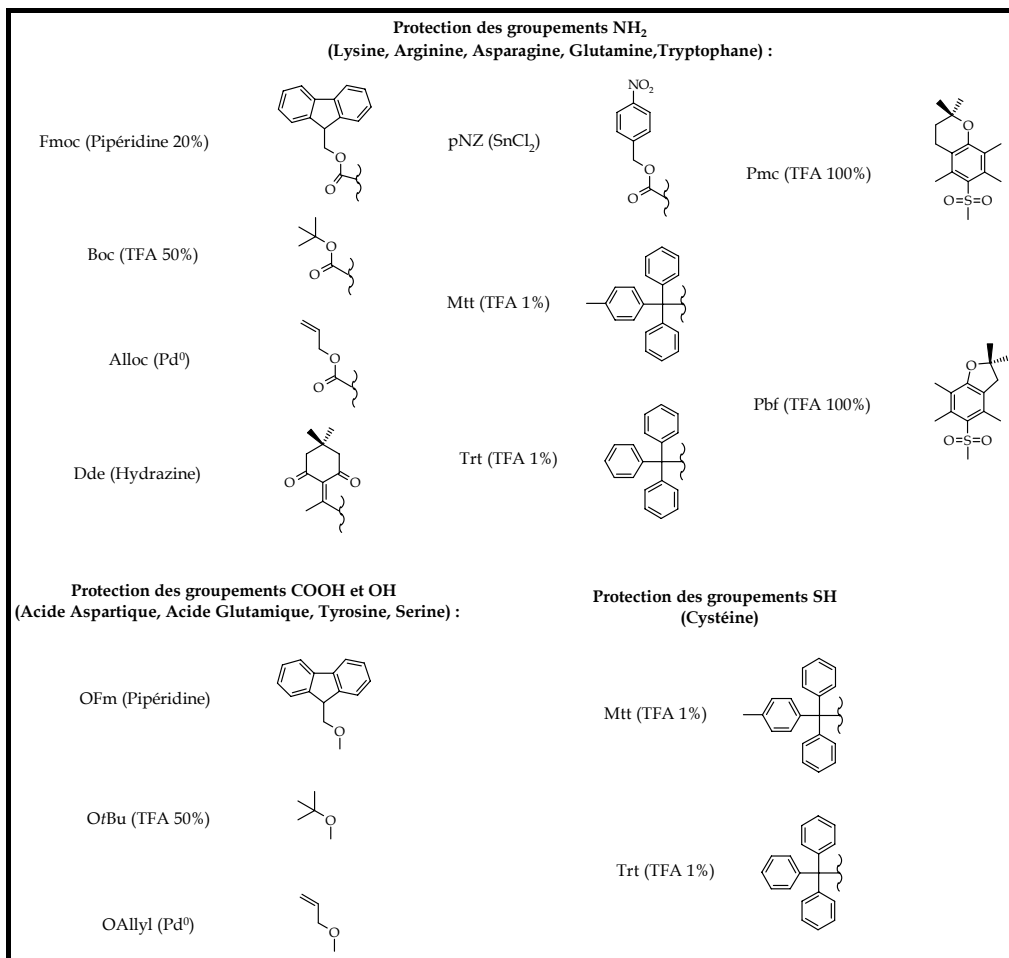 Protection des groupements NH₂
(Lysine, Arginine, Asparagine, Glutamine,Tryptophane) :
Fmoc (Pipéridine 20%)
O
O
pNZ (SnCl₂)
NO₂
O
O
Pmc (TFA 100%)
O
O=S=O
Boc (TFA 50%)
O
O
Mtt (TFA 1%)
Alloc (Pd⁰)
O
O
Pbf (TFA 100%)
O
O=S=O
Dde (Hydrazine)
O
O
Trt (TFA 1%)
Protection des groupements COOH et OH
(Acide Aspartique, Acide Glutamique, Tyrosine, Serine) :
OFm (Pipéridine)
O
OtBu (TFA 50%)
O
OAllyl (Pd⁰)
O
Protection des groupements SH
(Cystéine)
Mtt (TFA 1%)
Trt (TFA 1%)